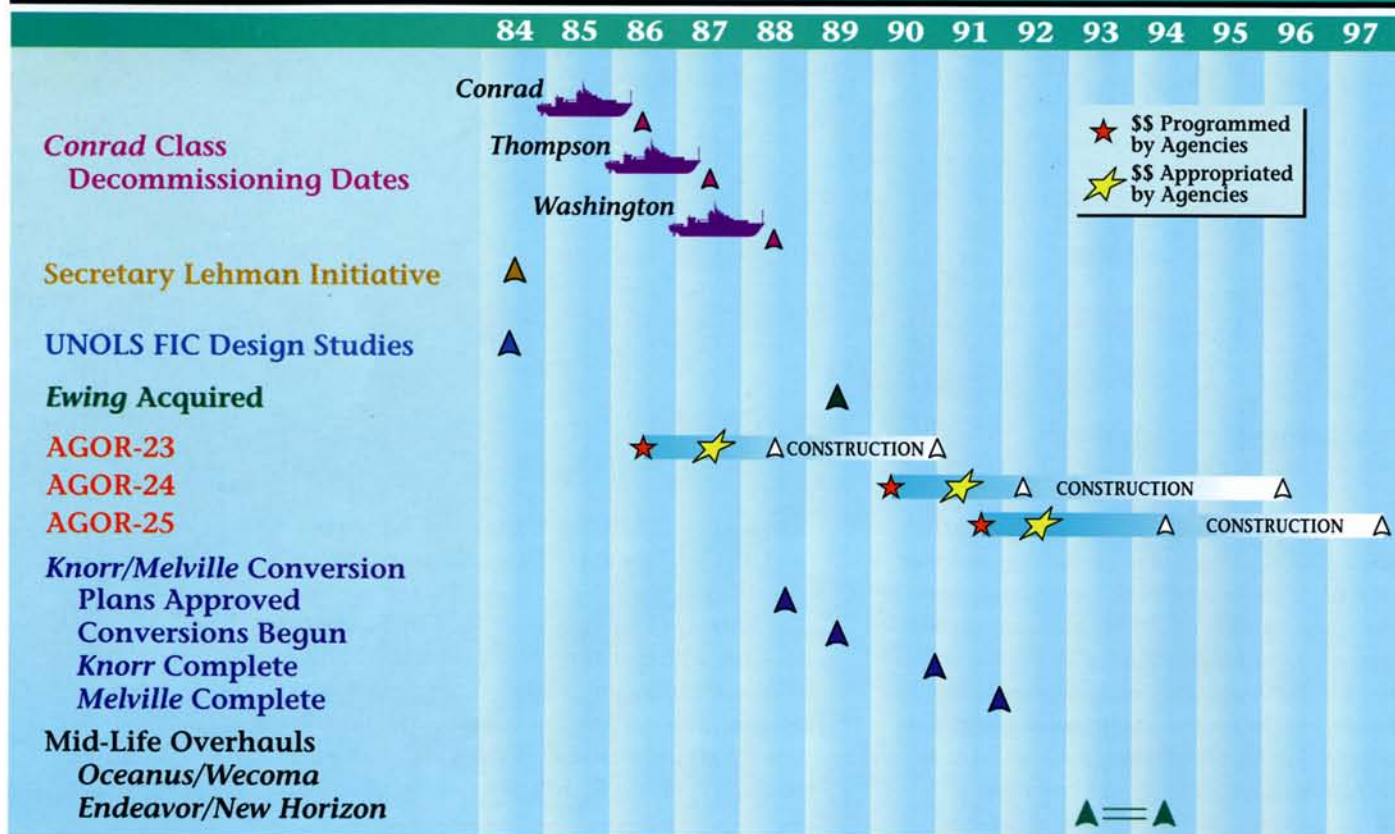 84 85 86 87 88 89 90 91 92 93 94 95 96 97
Conrad
Thompson
Washington
Conrad Class
Decommissioning Dates
$$ Programmed
by Agencies
$$ Appropriated
by Agencies
Secretary Lehman Initiative
UNOLS FIC Design Studies
Ewing Acquired
AGOR-23 CONSTRUCTION
AGOR-24 CONSTRUCTION
AGOR-25 CONSTRUCTION
Knorr/Melville Conversion
Plans Approved
Conversions Begun
Knorr Complete
Melville Complete
Mid-Life Overhauls
Oceanus/Wecoma
Endeavor/New Horizon